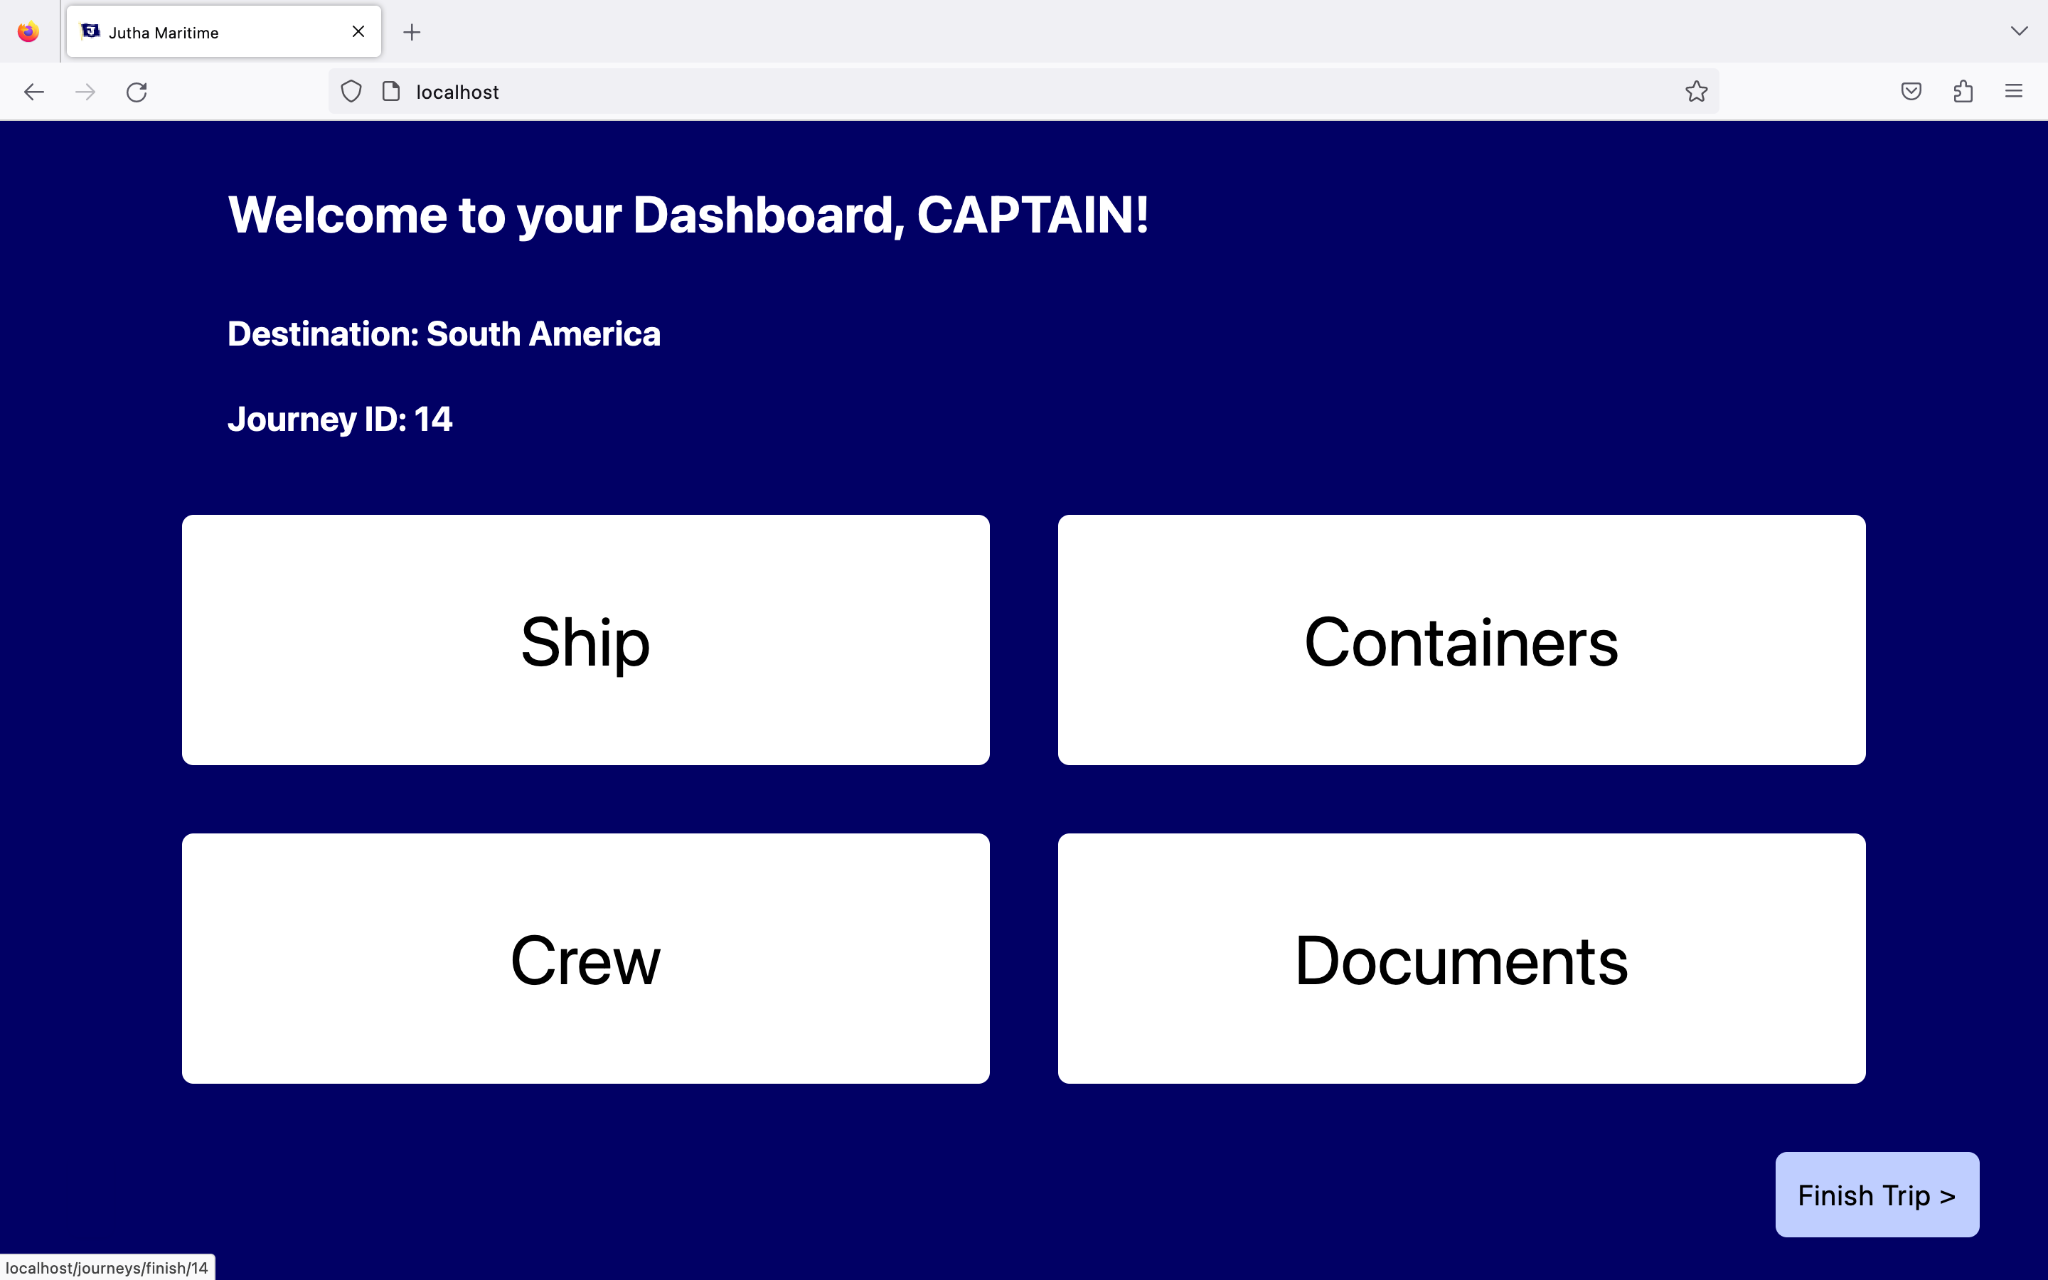 Jutha Maritime
localhost
Welcome to your Dashboard, CAPTAIN!
Destination: South America
Journey ID: 14
Ship
Containers
Crew
Documents
Finish Trip >
localhost/journeys/finish/14